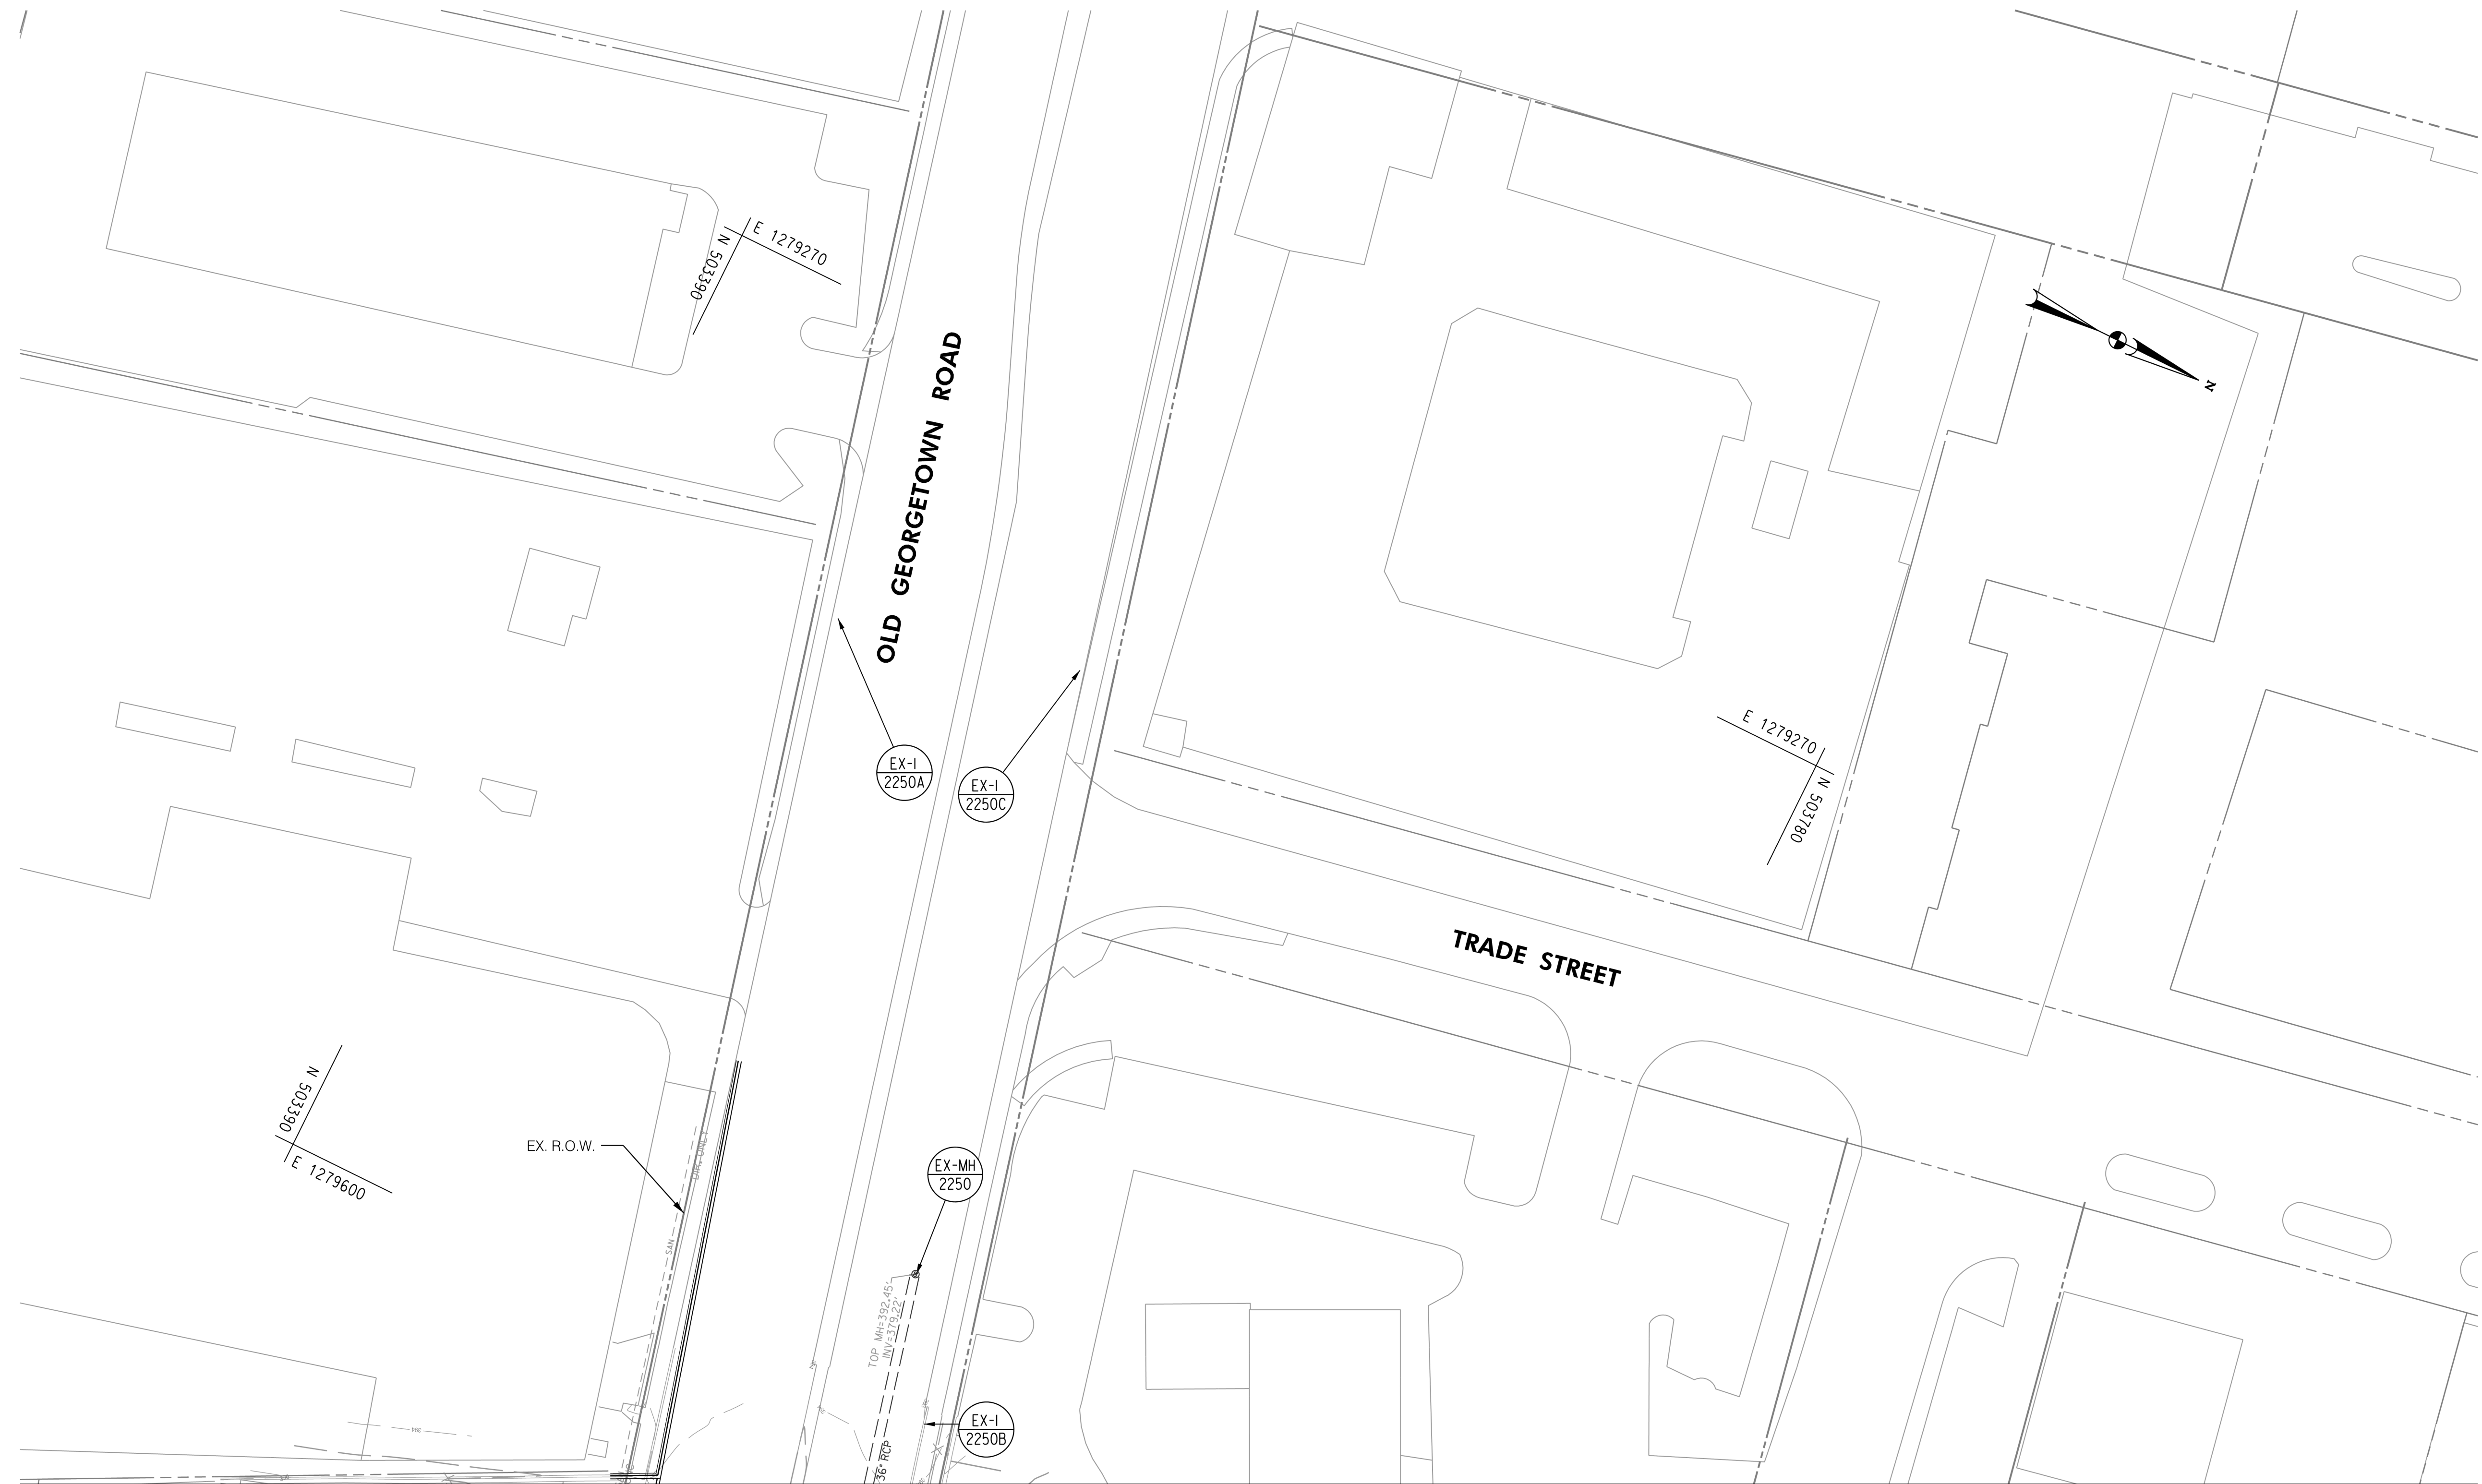 E 1279270
N 503390
OLD GEORGETOWN ROAD
N
EX-I
2250A
EX-I
2250C
E 1279270
N 503780
TRADE STREET
N 503390
E 1279600
EX. R.O.W.
SAN
EX-MH
2250
TOP MH=392.45'
INV=379.22'
36" RCP
EX-I
2250B